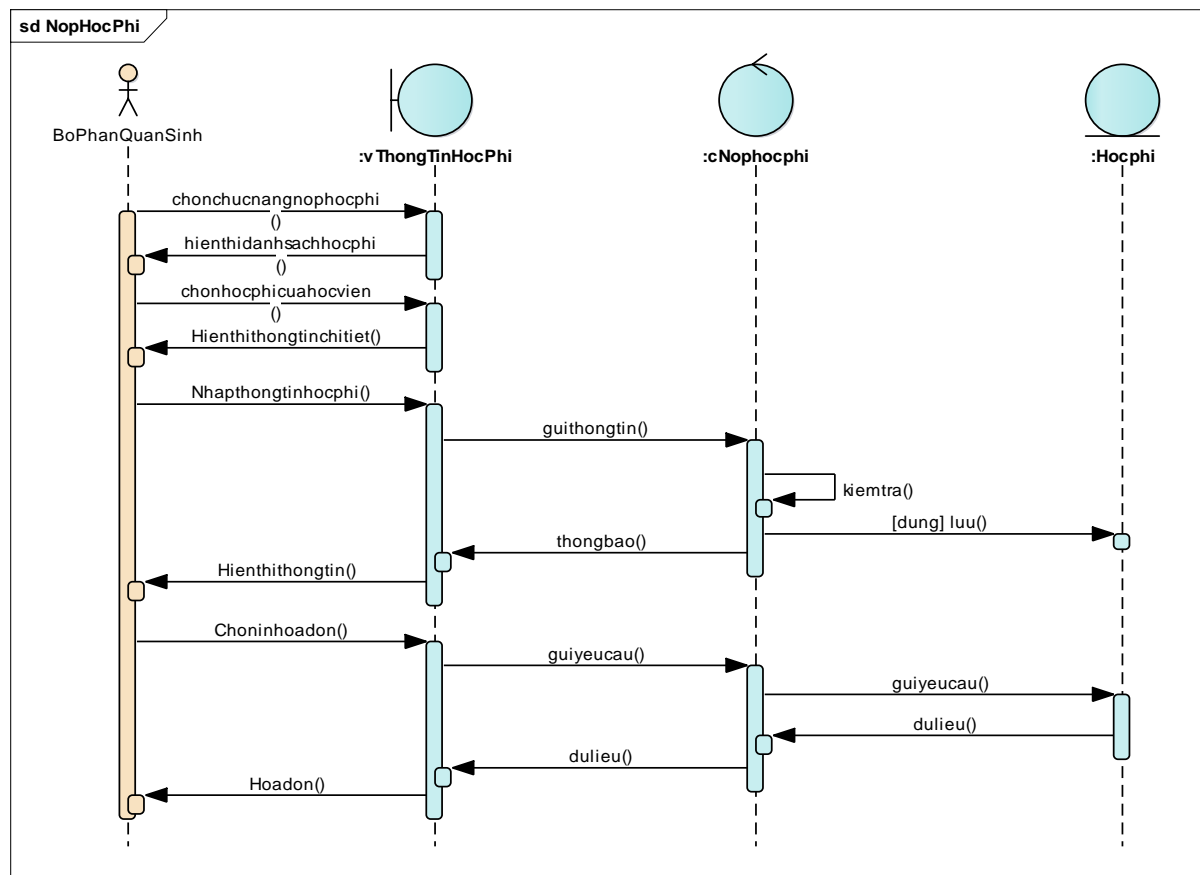 sd NopHocPhi
BoPhanQuanSinh
:vThongTinHocPhi
:cNophocphi
:Hocphi
chonchucnangnophocphi
()
hienthidanhsachhocphi
()
chonhocphicuahocvien
()
Hienthithongtinchitiet()
Nhapthongtinhocphi()
guithongtin()
kiemtra()
[dung] luu()
thongbao()
Hienthithongtin()
Choninhoadon()
guiyeucau()
guiyeucau()
dulieu()
dulieu()
Hoadon()